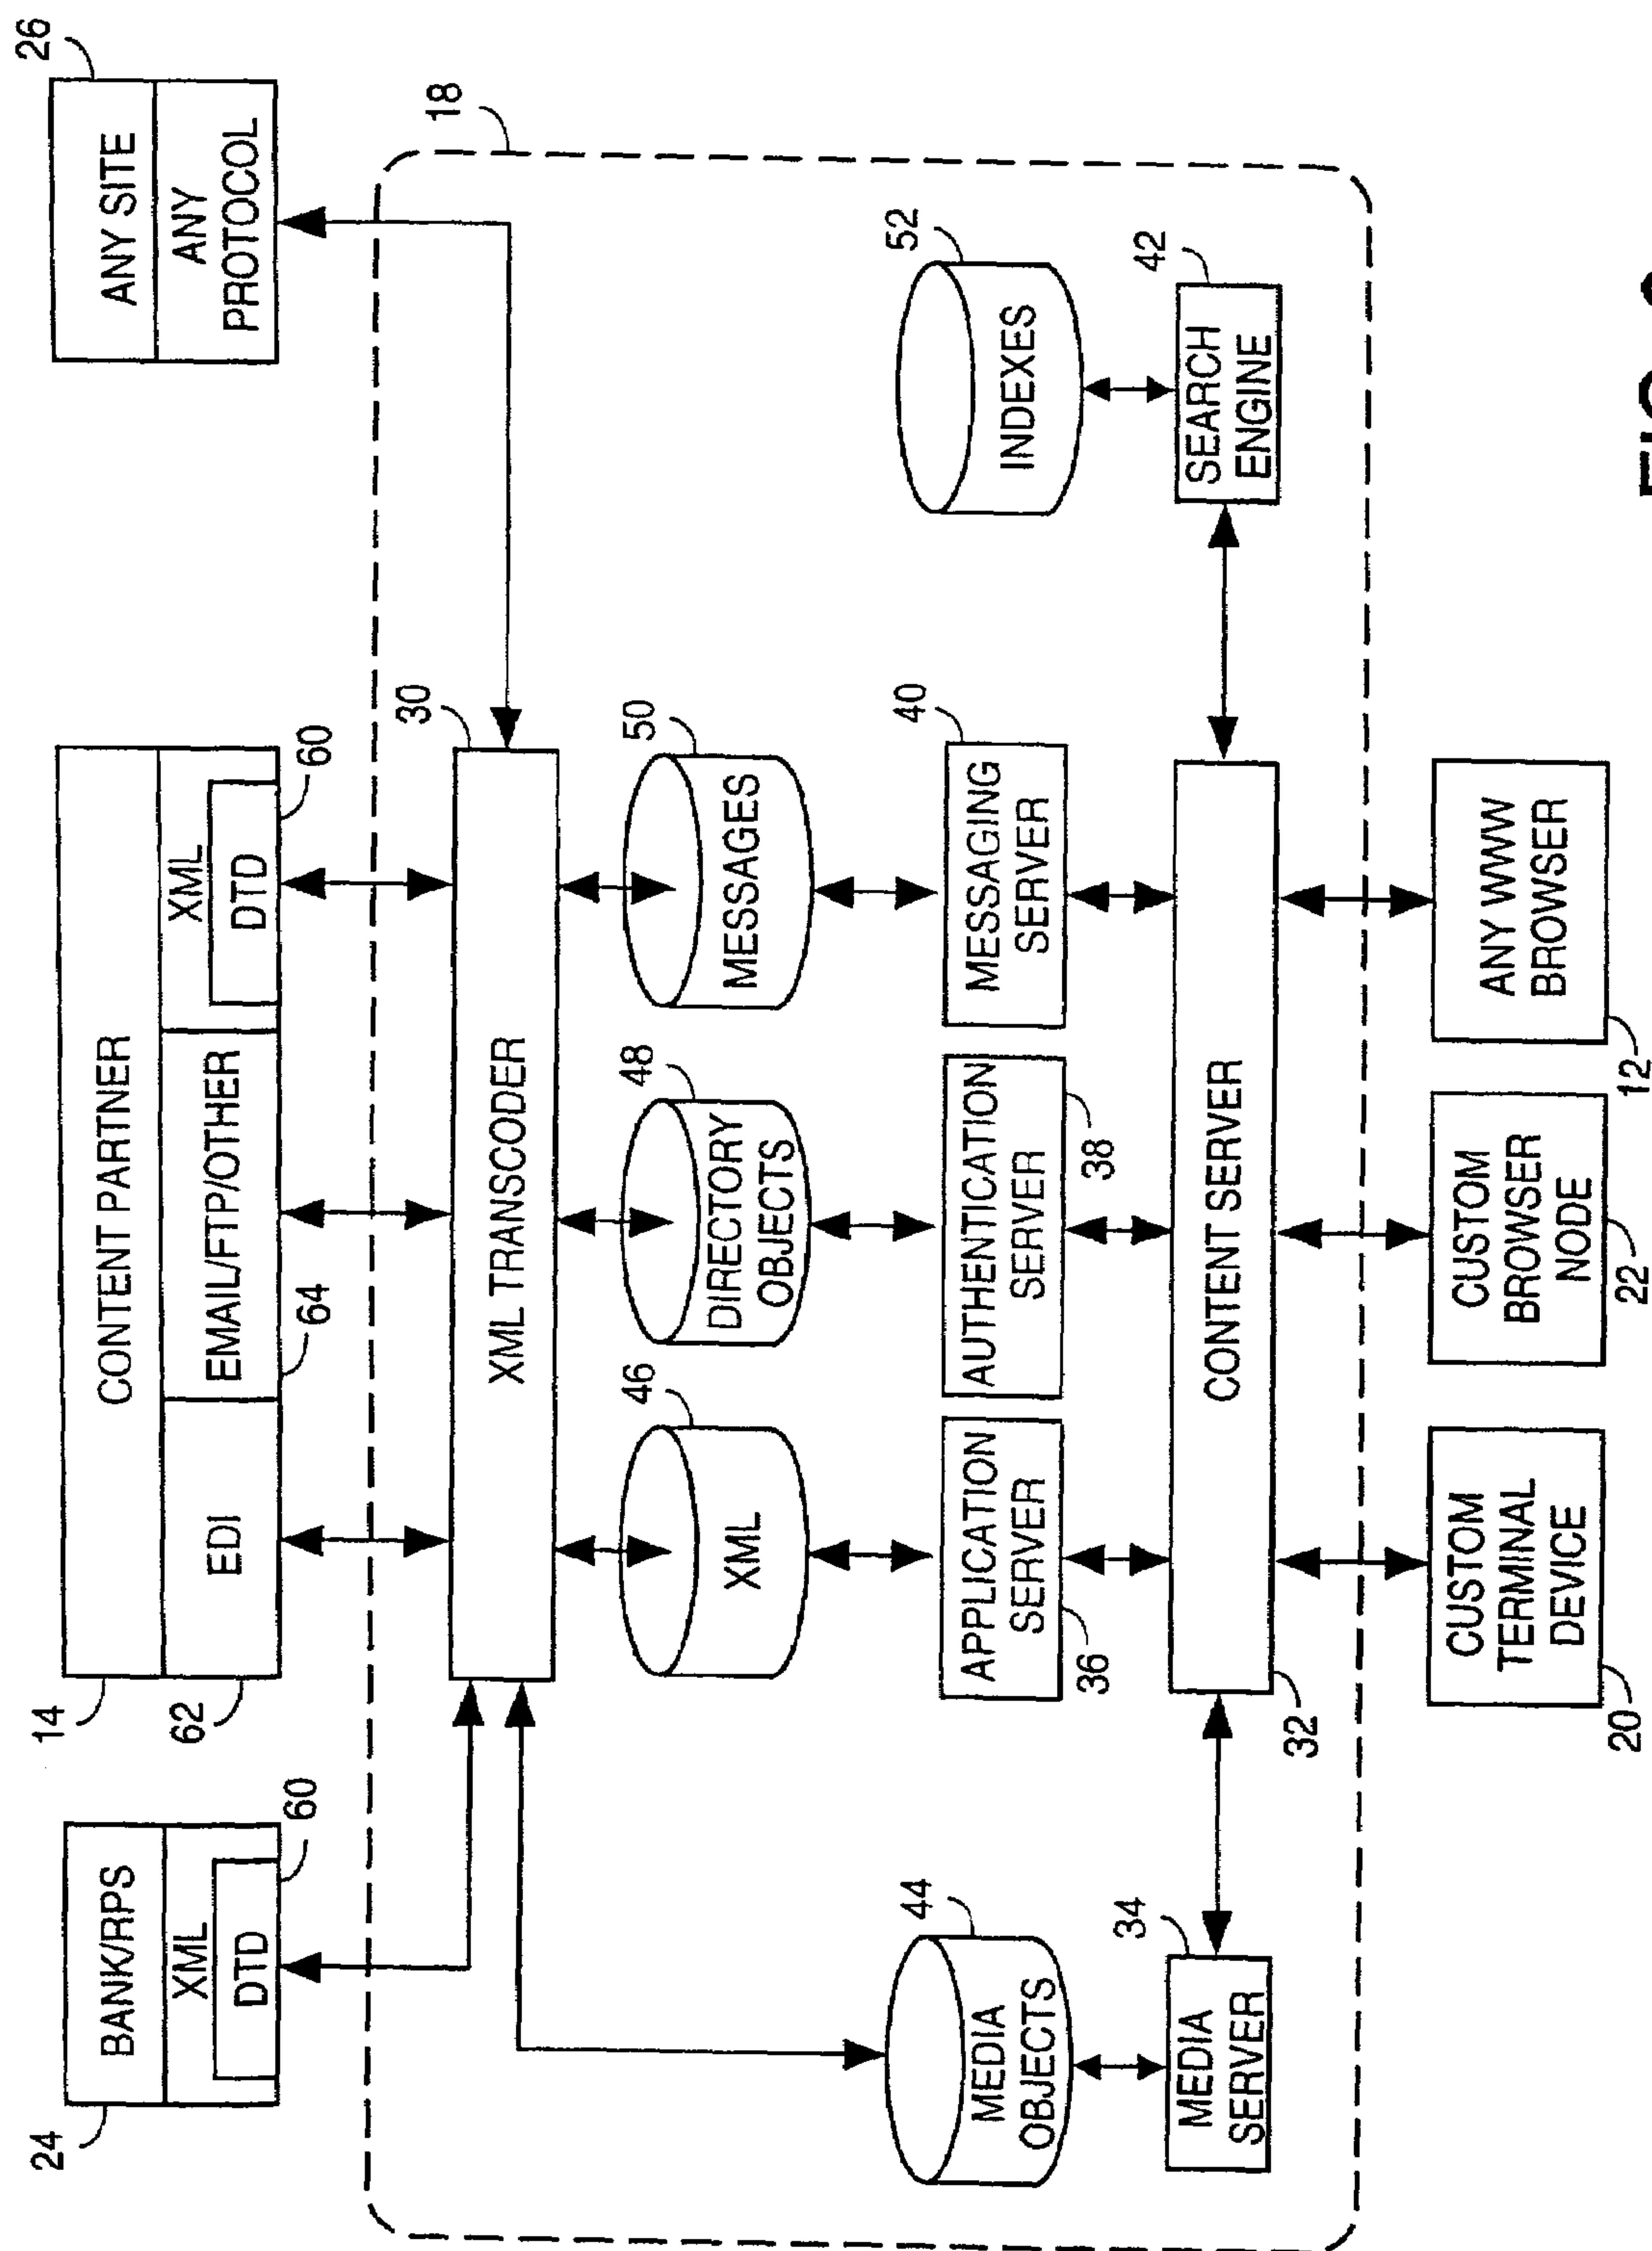 24
BANK/RPS
XML
DTD
60
14
CONTENT PARTNER
62
EDI
EMAIL/FTP/OTHER
64
XML
DTD
60
26
ANY SITE
ANY
PROTOCOL
18
30
XML TRANSCODER
44
MEDIA
OBJECTS
46
XML
48
DIRECTORY
OBJECTS
50
MESSAGES
52
INDEXES
34
MEDIA
SERVER
36
APPLICATION
SERVER
38
AUTHENTICATION
SERVER
40
MESSAGING
SERVER
42
SEARCH
ENGINE
32
CONTENT SERVER
20
CUSTOM
TERMINAL
DEVICE
22
CUSTOM
BROWSER
NODE
12
ANY WWW
BROWSER